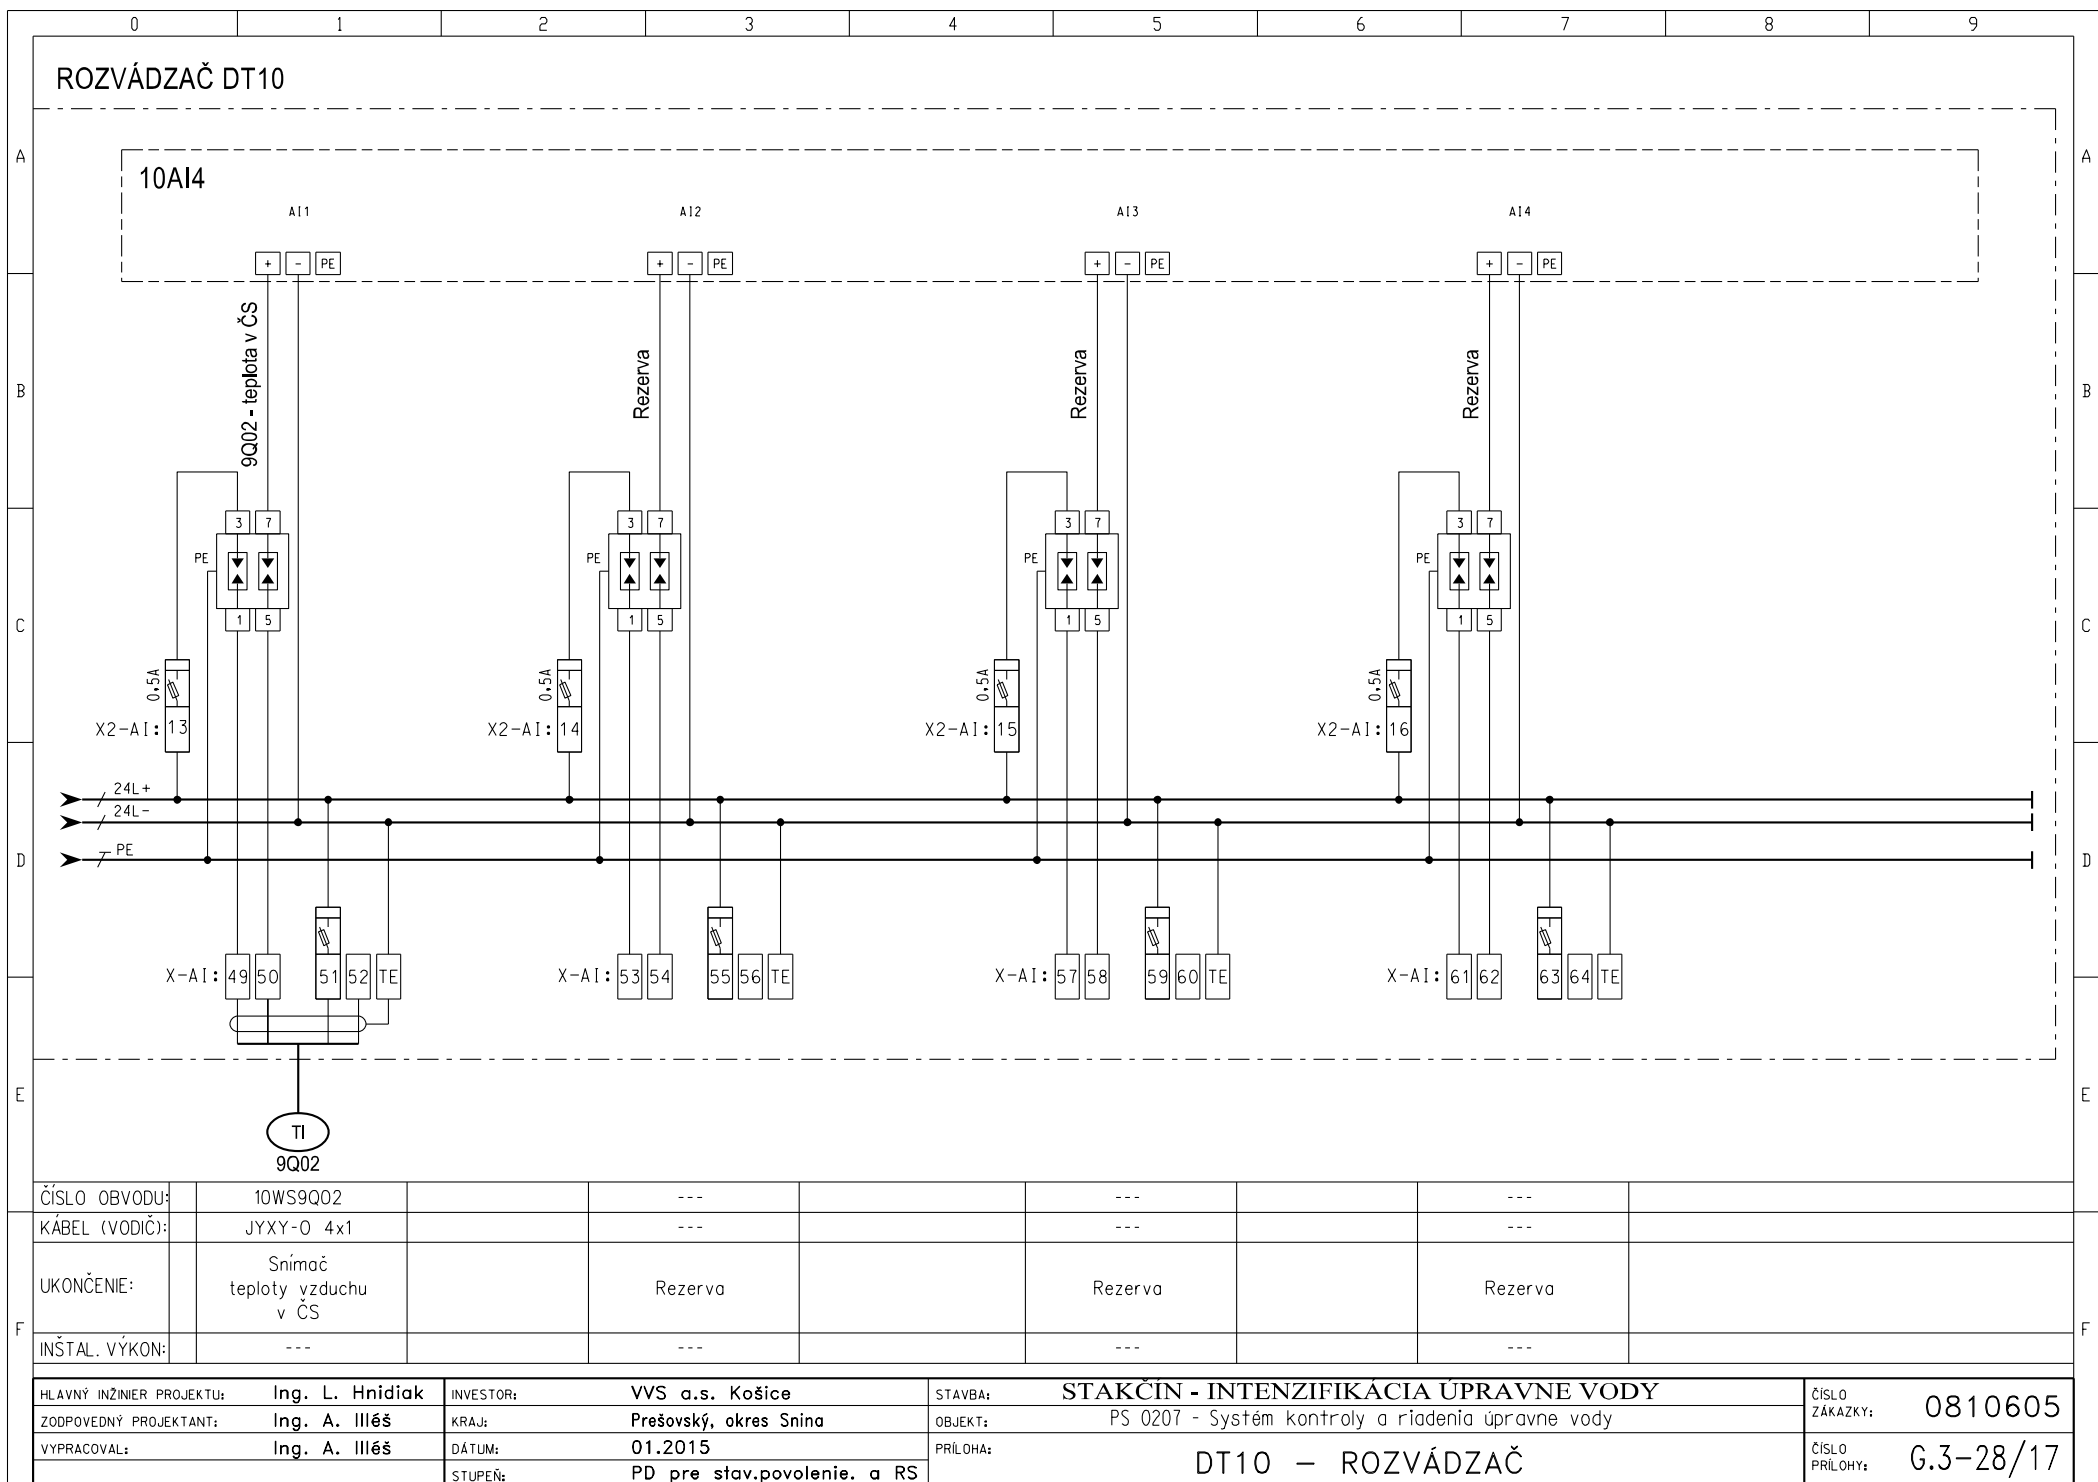 0 1 2 3 4 5 6 7 8 9
ROZVÁDZAČ DT10
A A
10AI4
AI1 AI2 AI3 AI4
+ - PE + - PE + - PE + - PE
9Q02 - teplota v ČS Rezerva Rezerva Rezerva
B B
3 7 3 7 3 7 3 7
PE PE PE PE
1 5 1 5 1 5 1 5
C C
0,5A 0,5A 0,5A 0,5A
X2-AI: 13 X2-AI: 14 X2-AI: 15 X2-AI: 16
24L+
24L-
PE
D D
X-AI: 49 50 51 52 TE X-AI: 53 54 55 56 TE X-AI: 57 58 59 60 TE X-AI: 61 62 63 64 TE
E E
TI
9Q02
ČÍSLO OBVODU: 10WS9Q02 --- --- ---
KÁBEL (VODIČ): JYXY-O 4x1 --- --- ---
UKONČENIE: Snímač
teploty vzduchu Rezerva Rezerva Rezerva
v ČS
F F
INŠTAL. VÝKON: --- --- --- ---
HLAVNÝ INŽINIER PROJEKTU: Ing. L. Hnidiak INVESTOR: VVS a.s. Košice STAVBA: STAKČÍN - INTENZIFIKÁCIA ÚPRAVNE VODY ČÍSLO ZÁKAZKY: 0810605
ZODPOVEDNÝ PROJEKTANT: Ing. A. Illéš KRAJ: Prešovský, okres Snina OBJEKT: PS 0207 - Systém kontroly a riadenia úpravne vody
VYPRACOVAL: Ing. A. Illéš DÁTUM: 01.2015 PRÍLOHA: DT10 – ROZVÁDZAČ ČÍSLO PRÍLOHY: G.3-28/17
STUPEŇ: PD pre stav.povolenie. a RS